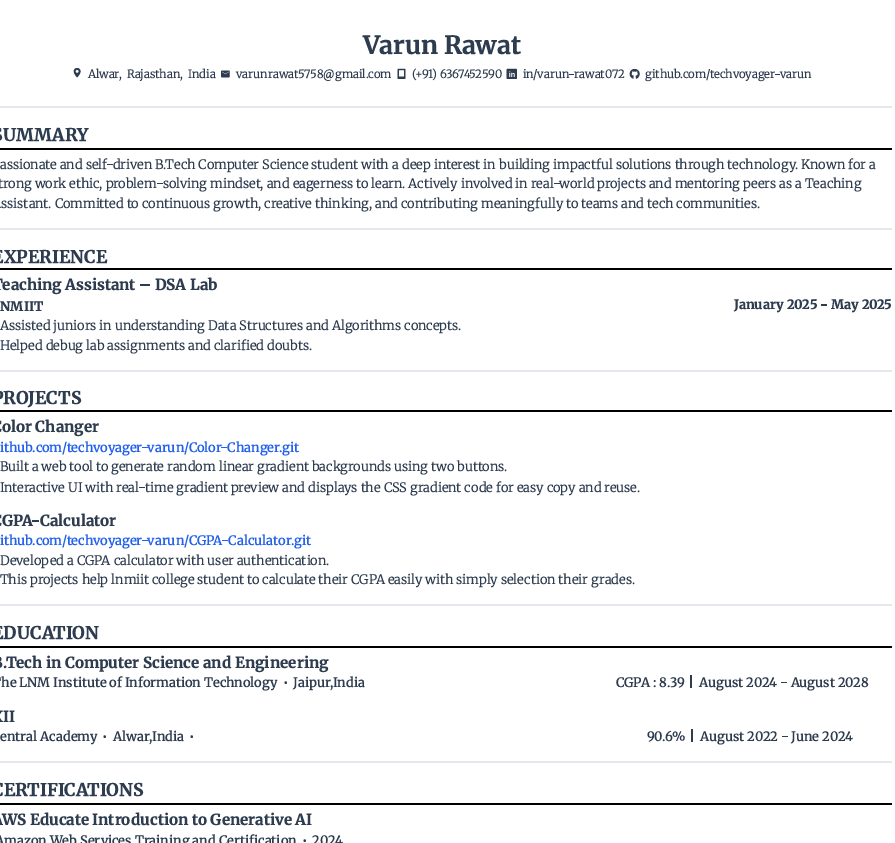 Varun Rawat
Alwar, Rajasthan, India varunrawat5758@gmail.com (+91) 6367452590 in/varun-rawat072 github.com/techvoyager-varun
SUMMARY
assionate and self-driven B.Tech Computer Science student with a deep interest in building impactful solutions through technology. Known for a
trong work ethic, problem-solving mindset, and eagerness to learn. Actively involved in real-world projects and mentoring peers as a Teaching
ssistant. Committed to continuous growth, creative thinking, and contributing meaningfully to teams and tech communities.
EXPERIENCE
Teaching Assistant – DSA Lab
NMIIT January 2025 - May 2025
Assisted juniors in understanding Data Structures and Algorithms concepts.
Helped debug lab assignments and clarified doubts.
PROJECTS
Color Changer
ithub.com/techvoyager-varun/Color-Changer.git
Built a web tool to generate random linear gradient backgrounds using two buttons.
Interactive UI with real-time gradient preview and displays the CSS gradient code for easy copy and reuse.
CGPA-Calculator
ithub.com/techvoyager-varun/CGPA-Calculator.git
Developed a CGPA calculator with user authentication.
This projects help lnmiit college student to calculate their CGPA easily with simply selection their grades.
EDUCATION
B.Tech in Computer Science and Engineering
The LNM Institute of Information Technology • Jaipur,India CGPA : 8.39 | August 2024 - August 2028
XII
entral Academy • Alwar,India • 90.6% | August 2022 - June 2024
CERTIFICATIONS
AWS Educate Introduction to Generative AI
Amazon Web Services Training and Certification • 2024